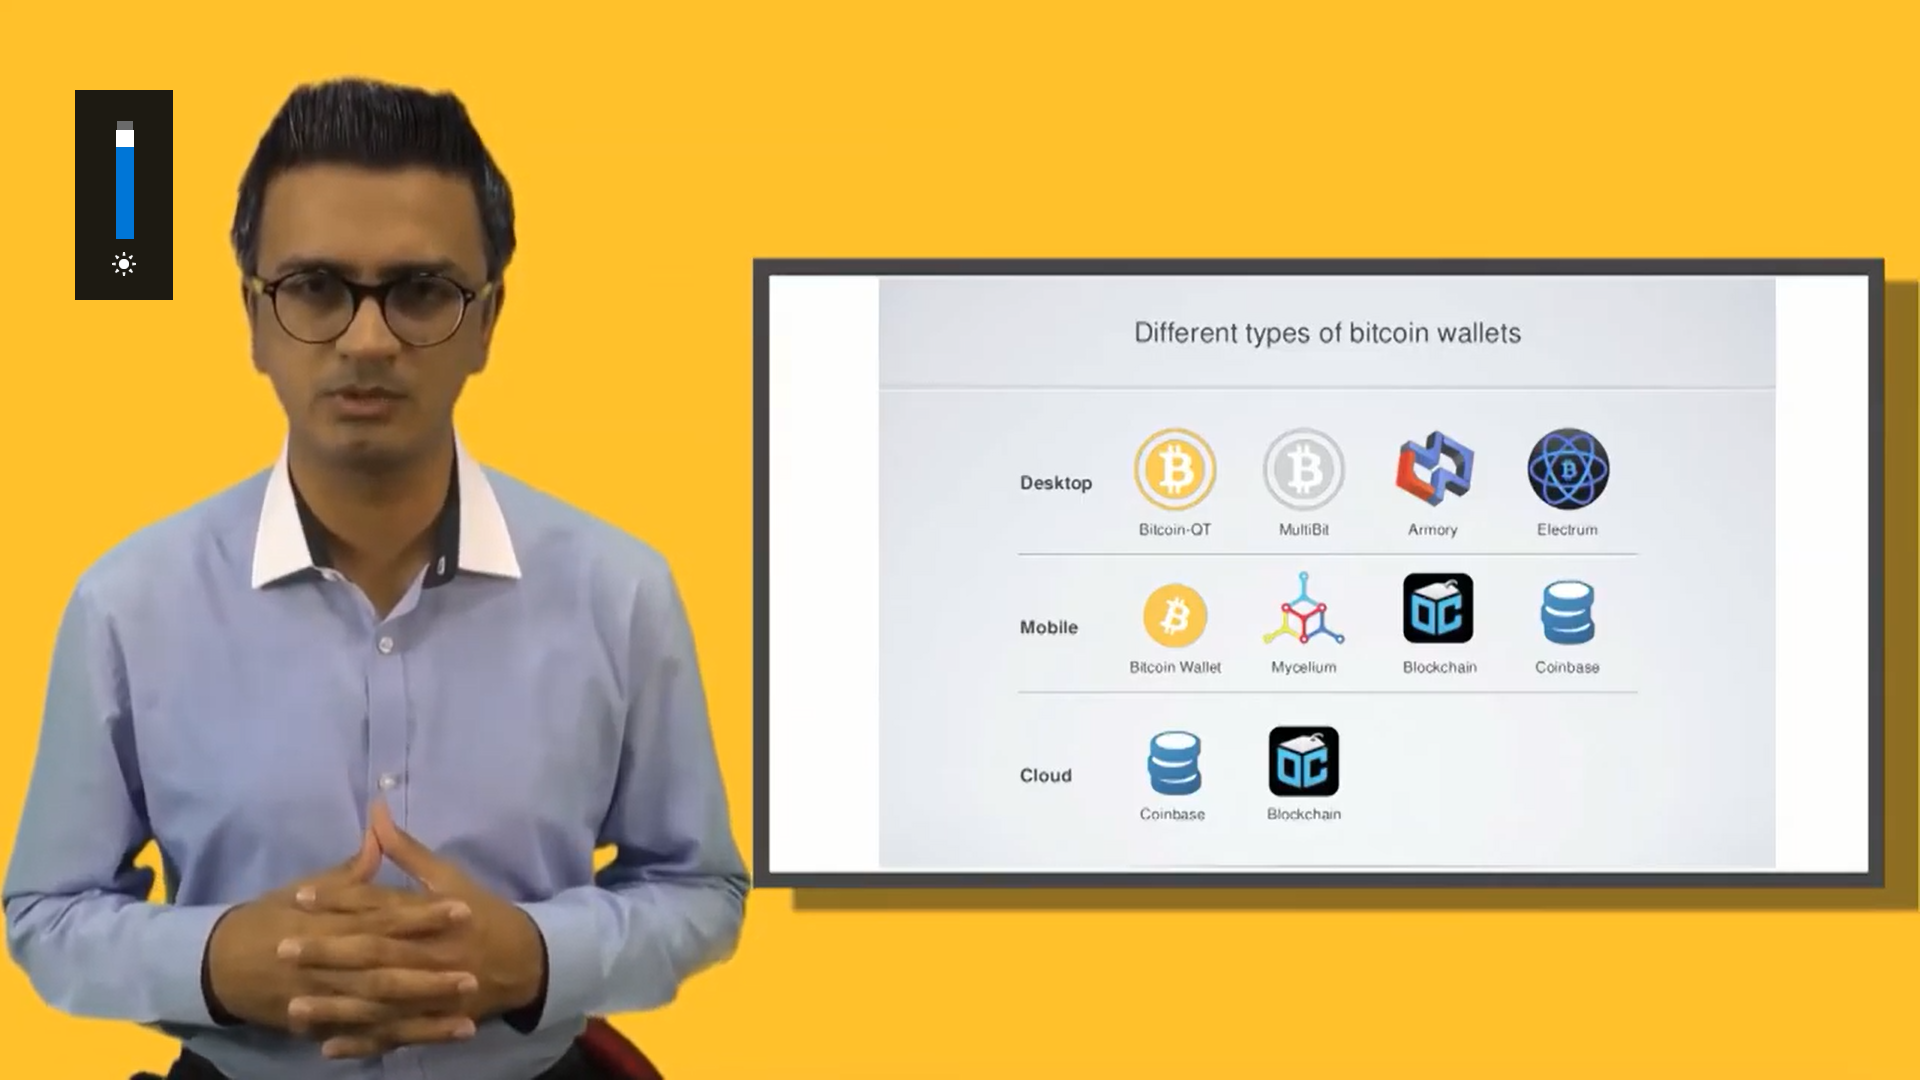 Different types of bitcoin wallets
Desktop
Bitcoin-QT MultiBit Armory Electrum
Mobile
Bitcoin Wallet Mycelium Blockchain Coinbase
Cloud
Coinbase Blockchain